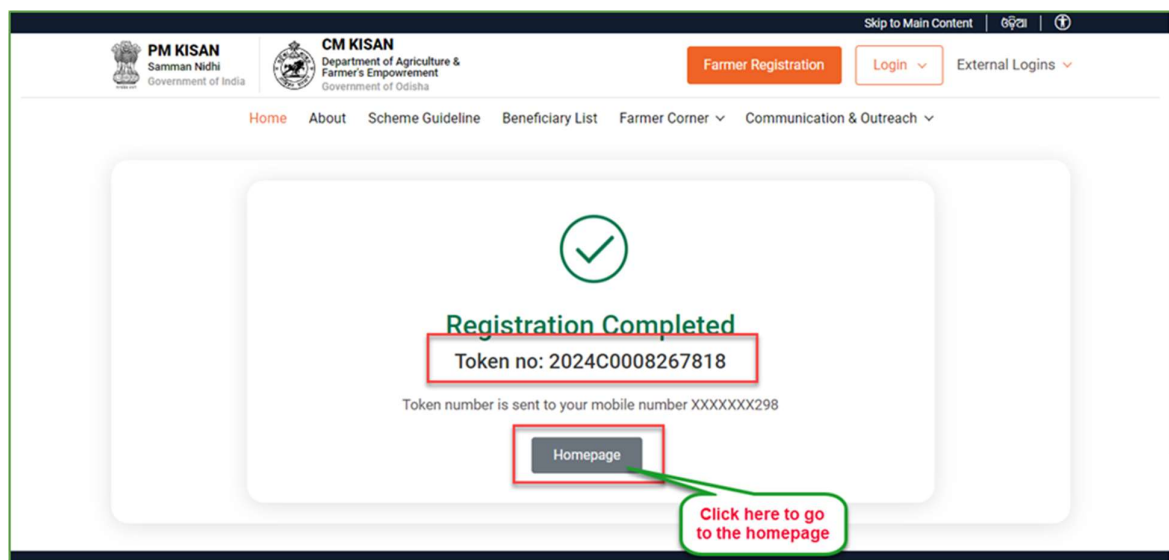 Skip to Main Content | ଓଡ଼ିଆ |
PM KISAN
Samman Nidhi
Government of India
CM KISAN
Department of Agriculture &
Farmer's Empowrement
Government of Odisha
Farmer Registration
Login
External Logins
Home About Scheme Guideline Beneficiary List Farmer Corner Communication & Outreach
Registration Completed
Token no: 2024C0008267818
Token number is sent to your mobile number XXXXXXX298
Homepage
Click here to go
to the homepage